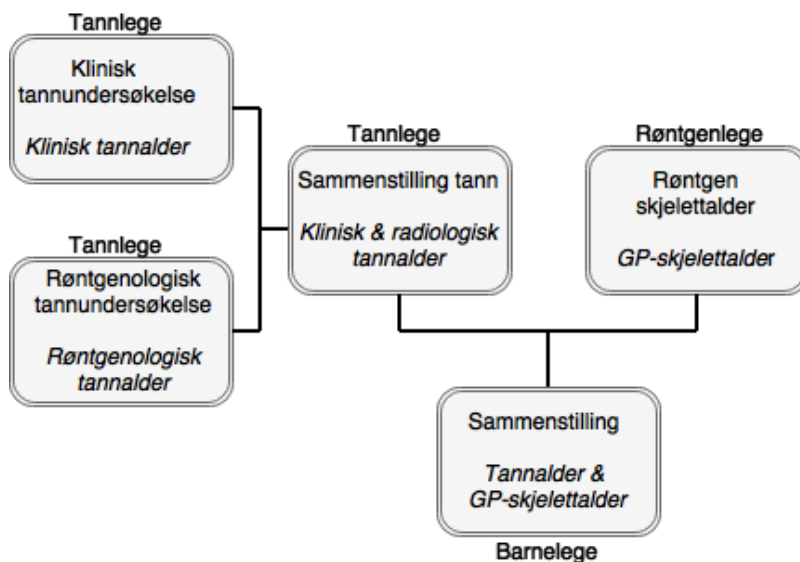 Tannlege
Klinisk
tannundersøkelse
Klinisk tannalder
Tannlege
Røntgenologisk
tannundersøkelse
Røntgenologisk
tannalder
Tannlege
Sammenstilling tann
Klinisk & radiologisk
tannalder
Røntgenlege
Røntgen
skjelettalder
GP-skjelettalder
Sammenstilling
Tannalder &
GP-skjelettalder
Barnelege